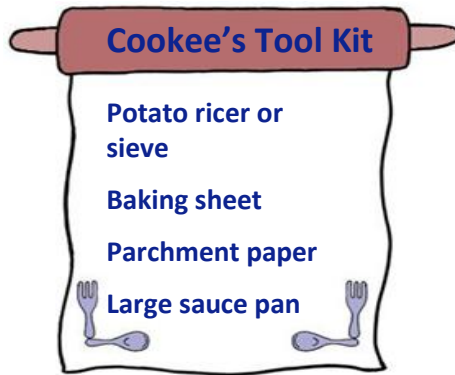 Cookee’s Tool Kit
Potato ricer or
sieve
Baking sheet
Parchment paper
Large sauce pan